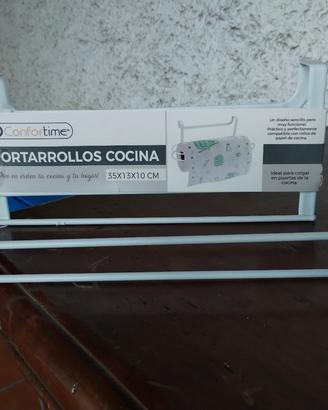 Confortime®
ORTARROLLOS COCINA
Pon en orden tu cocina y tu hogar!
35X13X10 CM
Un diseño sencillo pero
muy funcional.
Práctico y perfectamente
compatible con rollos de
papel de cocina.
Ideal para colgar
en puertas de la
cocina